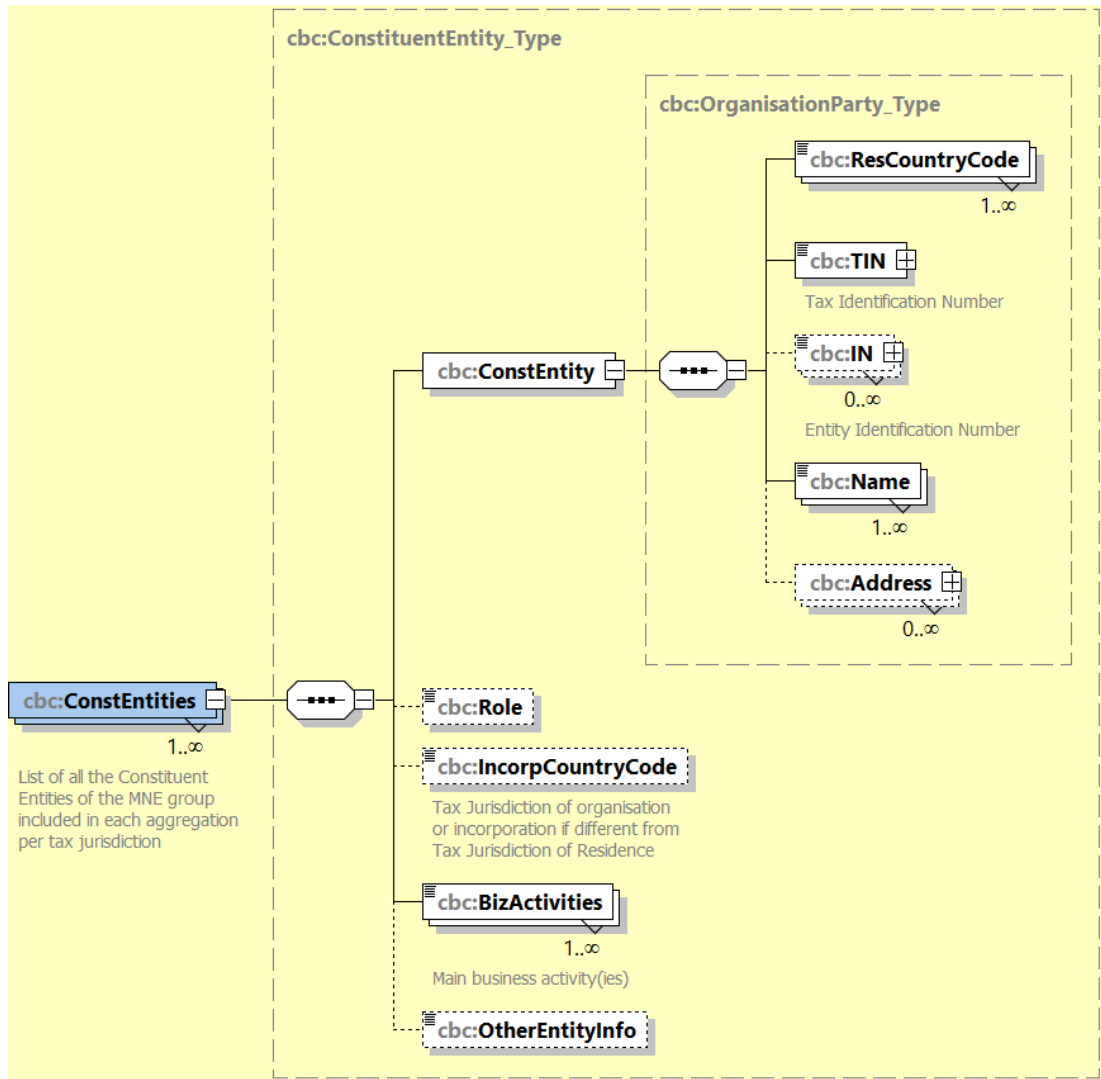 cbc:ConstituentEntity_Type
cbc:OrganisationParty_Type
cbc:ResCountryCode
1..∞
cbc:TIN
Tax Identification Number
cbc:IN
0..∞
Entity Identification Number
cbc:ConstEntity
cbc:Name
1..∞
cbc:Address
0..∞
cbc:ConstEntities
1..∞
List of all the Constituent
Entities of the MNE group
included in each aggregation
per tax jurisdiction
cbc:Role
cbc:IncorpCountryCode
Tax Jurisdiction of organisation
or incorporation if different from
Tax Jurisdiction of Residence
cbc:BizActivities
1..∞
Main business activity(ies)
cbc:OtherEntityInfo